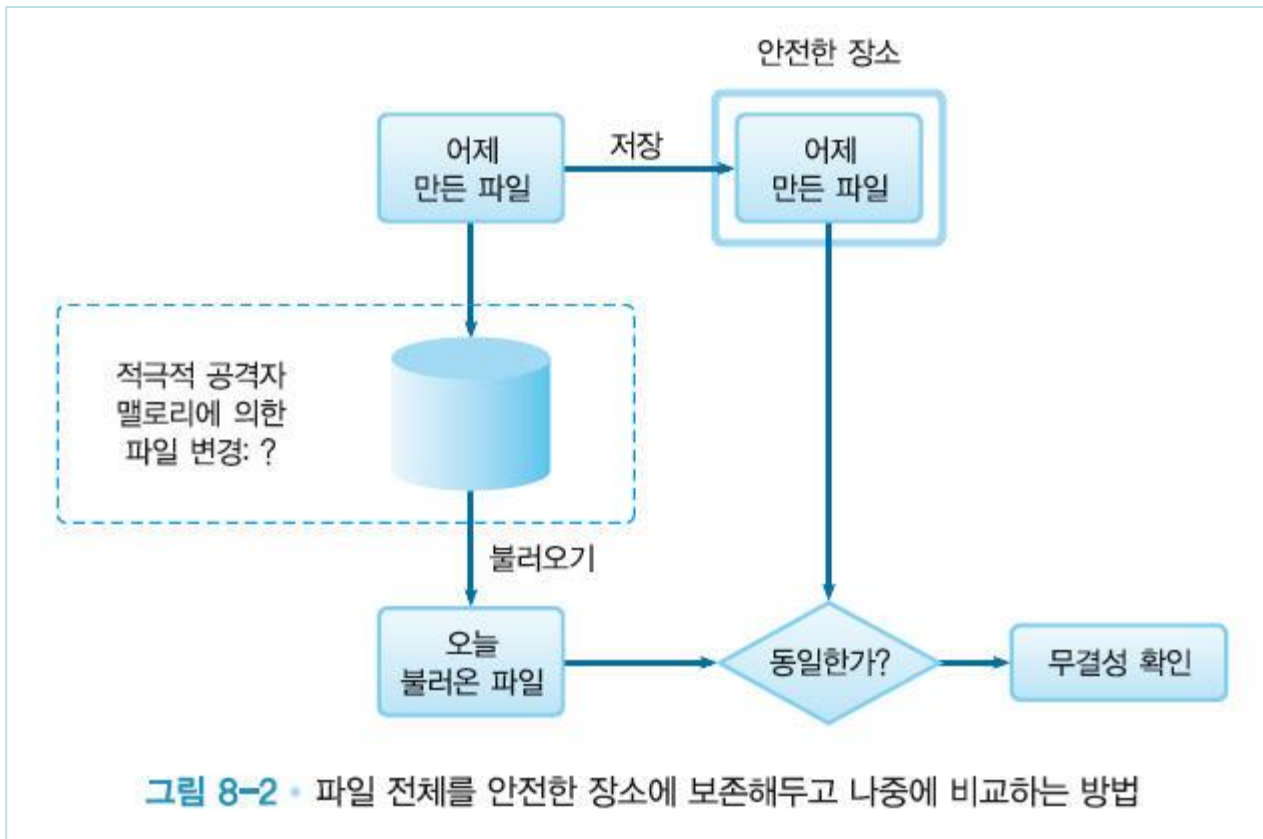 안전한 장소
어제
만든 파일
저장
어제
만든 파일
적극적 공격자
맬로리에 의한
파일 변경: ?
불러오기
오늘
불러온 파일
동일한가?
무결성 확인
그림 8-2 • 파일 전체를 안전한 장소에 보존해두고 나중에 비교하는 방법